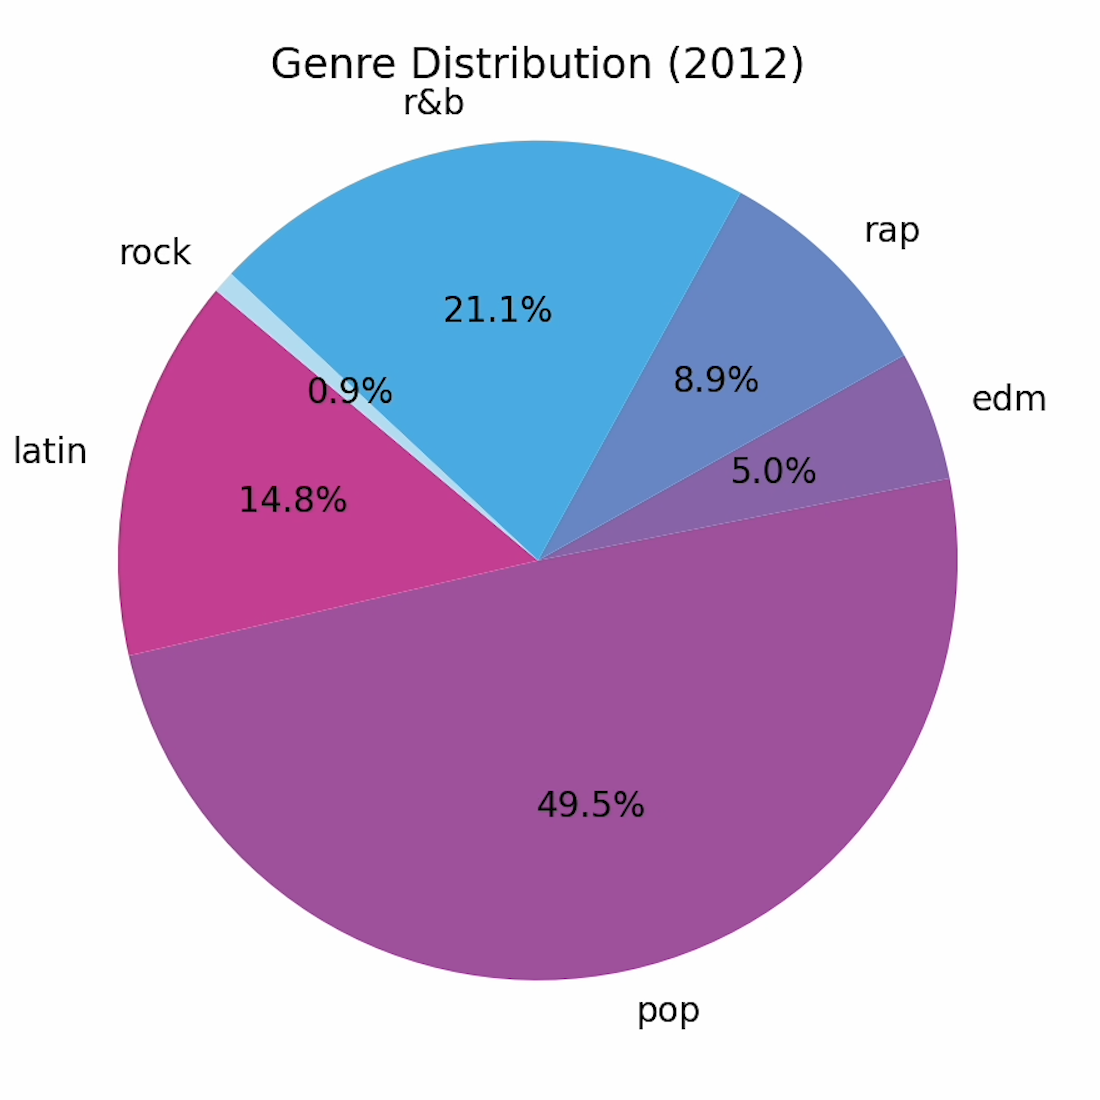 Genre Distribution (2012)
r&b
rap
rock
21.1%
8.9%
0.9%
edm
latin
5.0%
14.8%
49.5%
pop